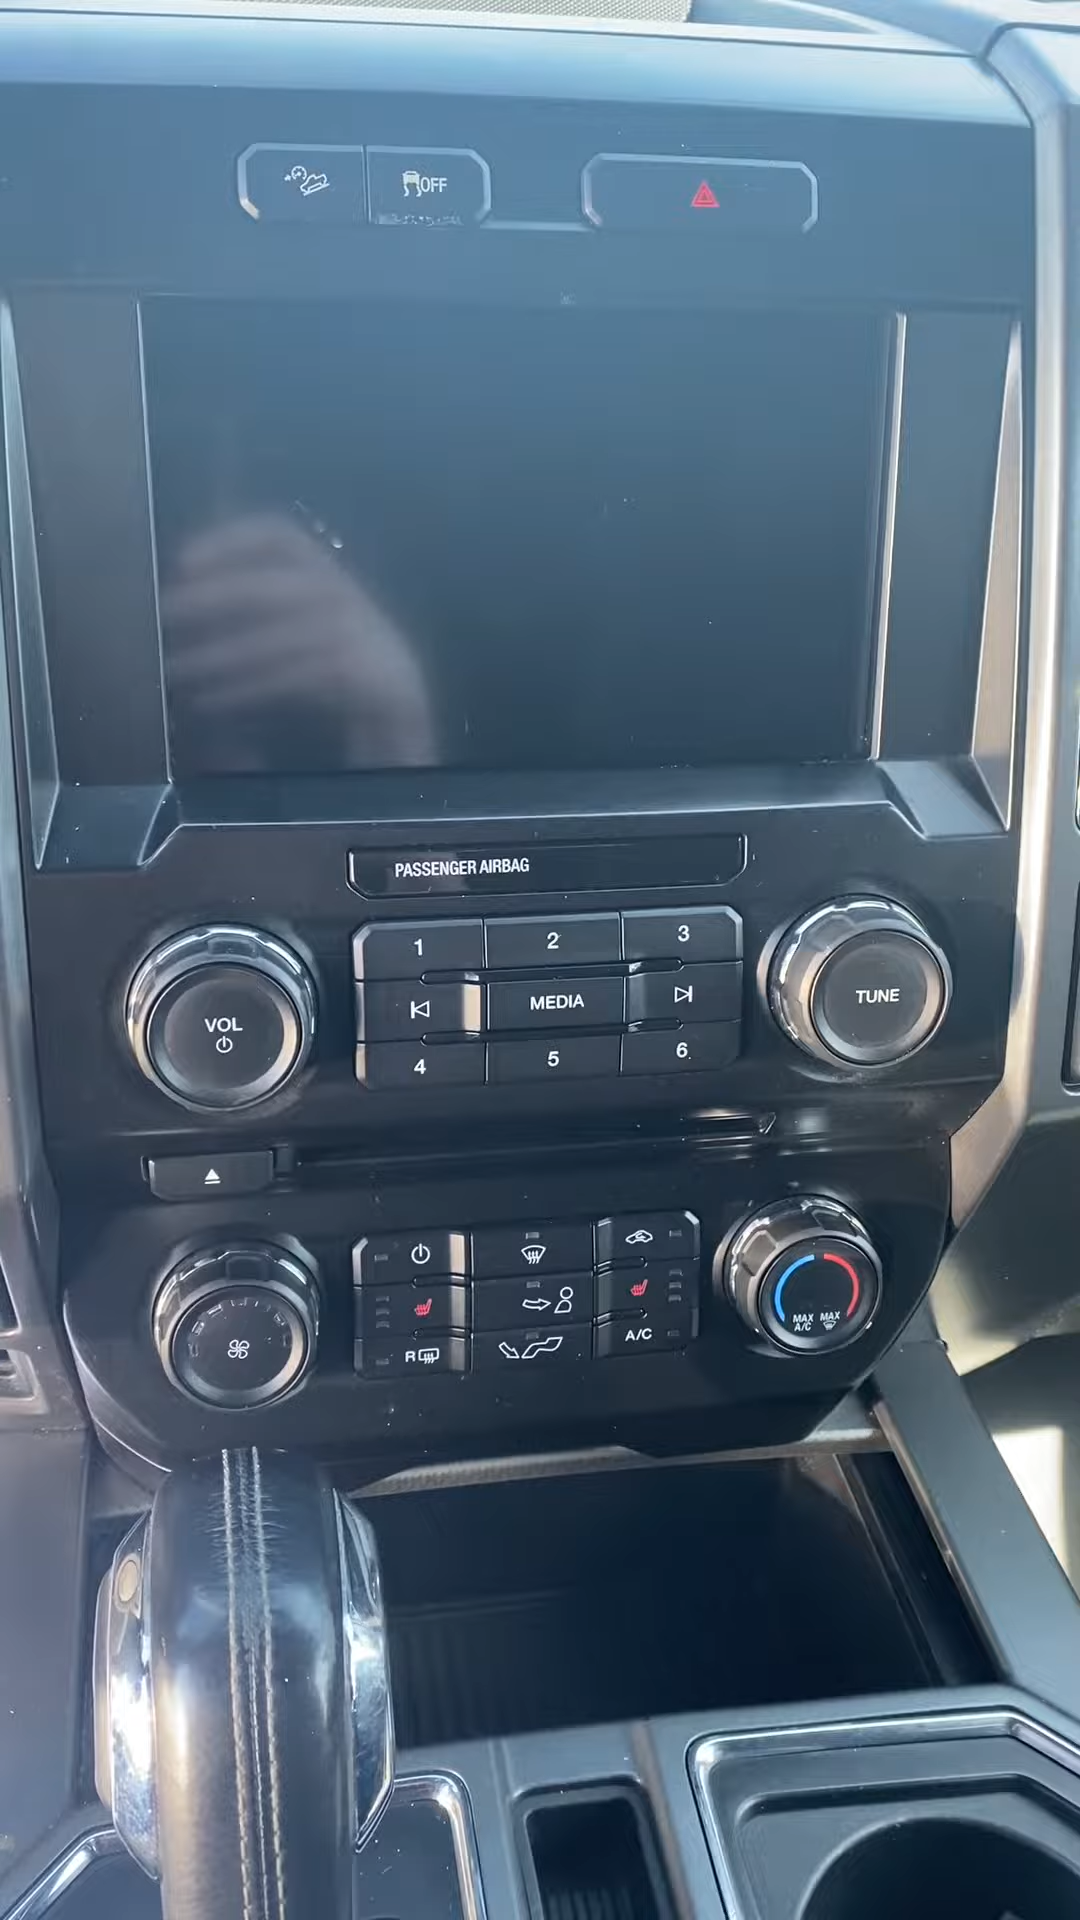 OFF
PASSENGER AIRBAG
1 2 3
VOL
MEDIA
TUNE
4 5 6
R
A/C
MAX A/C
MAX